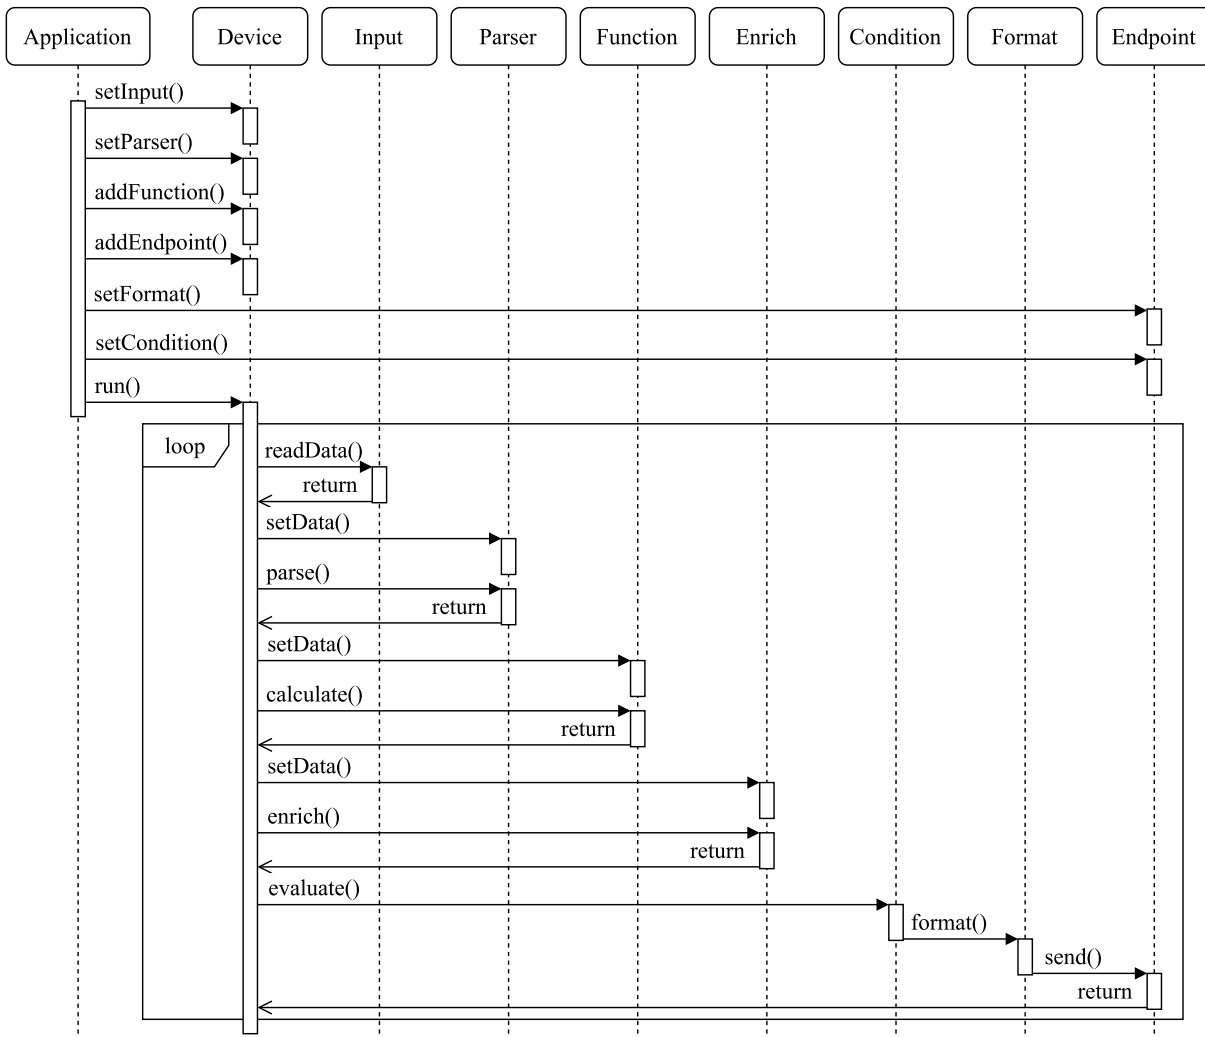 Application
Device
Input
Parser
Function
Enrich
Condition
Format
Endpoint
setInput()
setParser()
addFunction()
addEndpoint()
setFormat()
setCondition()
run()
loop
readData()
return
setData()
parse()
return
setData()
calculate()
return
setData()
enrich()
return
evaluate()
format()
send()
return